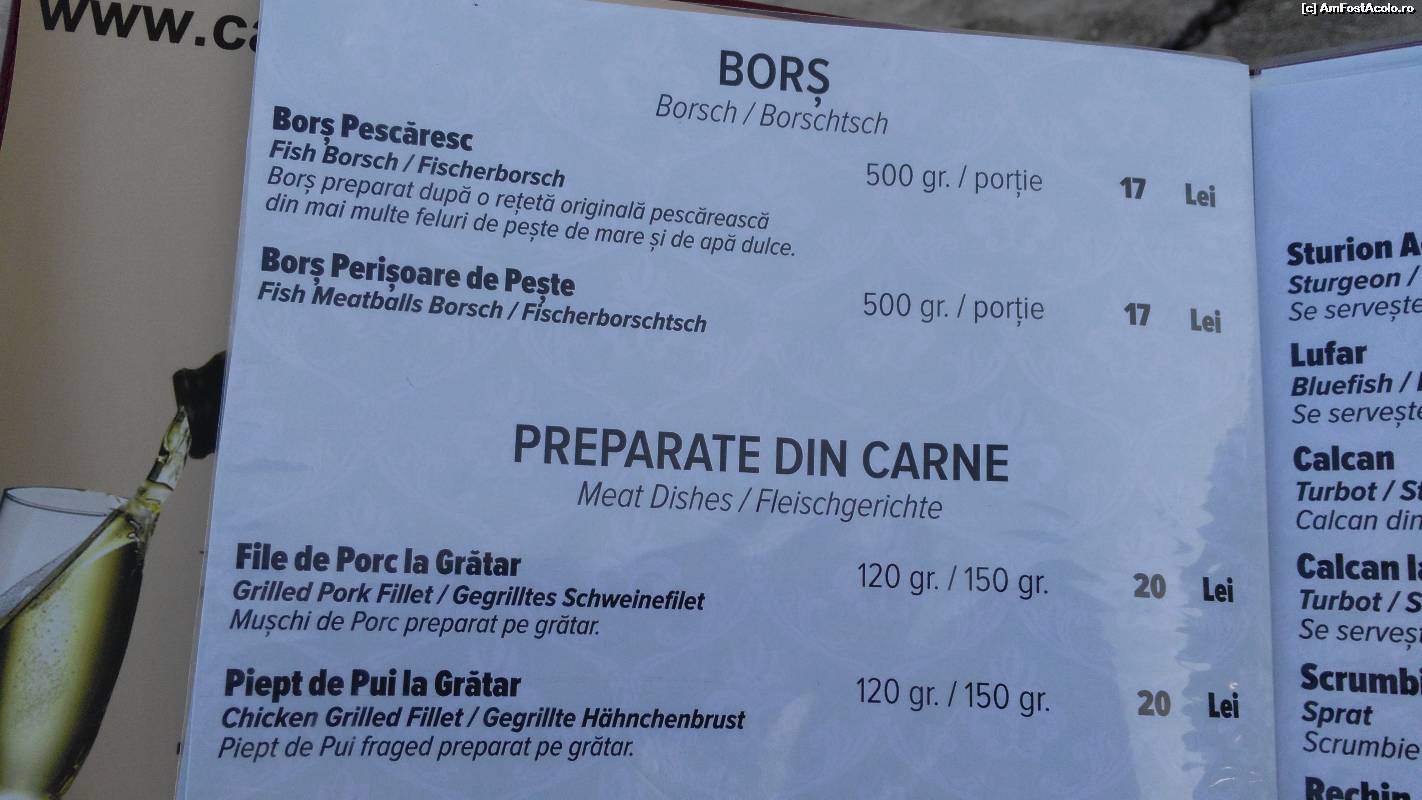 [c] AmFostAcolo.ro
www.ca
BORȘ
Borsch / Borschtsch
Borș Pescăresc
Fish Borsch / Fischerborsch
500 gr. / porție 17 Lei
Borș preparat după o rețetă originală pescărească
din mai multe feluri de pește de mare și de apă dulce.
Borș Perișoare de Pește
Fish Meatballs Borsch / Fischerborschtsch
500 gr. / porție 17 Lei
PREPARATE DIN CARNE
Meat Dishes / Fleischgerichte
File de Porc la Grătar
120 gr. / 150 gr. 20 Lei
Grilled Pork Fillet / Gegrilltes Schweinefilet
Mușchi de Porc preparat pe grătar.
Piept de Pui la Grătar
120 gr. / 150 gr. 20 Lei
Chicken Grilled Fillet / Gegrillte Hähnchenbrust
Piept de Pui fraged preparat pe grătar.
Sturion
Sturgeon /
Se servește
Lufar
Bluefish /
Se servește
Calcan
Turbot /
Calcan din
Calcan
Turbot /
Scrumbi
Sprat
Scrumbie
Rechin